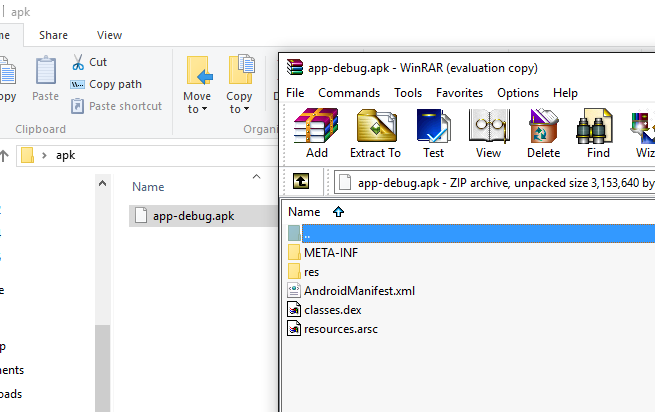 apk
Share
View
Cut
Copy path
Paste shortcut
Paste
Move to
Copy to
Clipboard
apk
Name
app-debug.apk
app-debug.apk - WinRAR (evaluation copy)
File Commands Tools Favorites Options Help
Add Extract To Test View Delete Find
app-debug.apk - ZIP archive, unpacked size 3,153,640 by
Name
..
META-INF
res
AndroidManifest.xml
classes.dex
resources.arsc